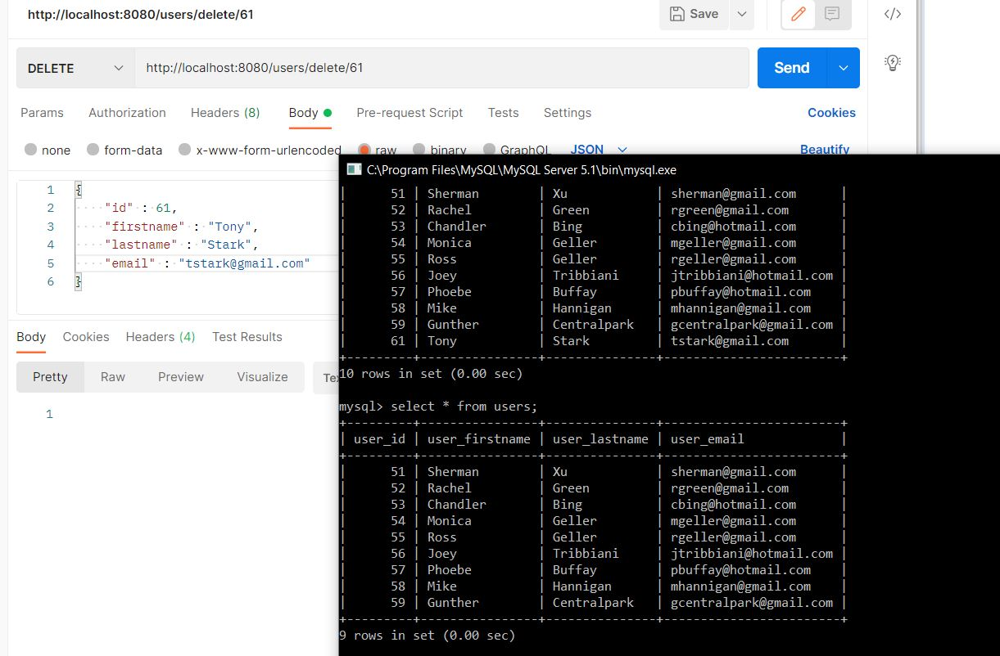 http://localhost:8080/users/delete/61
Save
DELETE http://localhost:8080/users/delete/61 Send
Params Authorization Headers (8) Body Pre-request Script Tests Settings Cookies
none form-data x-www-form-urlencoded raw binary GraphQL JSON Beautify
1 {
2 "id" : 61,
3 "firstname" : "Tony",
4 "lastname" : "Stark",
5 "email" : "tstark@gmail.com"
6 }
Body Cookies Headers (4) Test Results
Pretty Raw Preview Visualize
1
C:\Program Files\MySQL\MySQL Server 5.1\bin\mysql.exe
| 51 | Sherman | Xu | sherman@gmail.com |
| 52 | Rachel | Green | rgreen@gmail.com |
| 53 | Chandler | Bing | cbing@hotmail.com |
| 54 | Monica | Geller | mgeller@gmail.com |
| 55 | Ross | Geller | rgeller@gmail.com |
| 56 | Joey | Tribbiani | jtribbiani@hotmail.com |
| 57 | Phoebe | Buffay | pbuffay@hotmail.com |
| 58 | Mike | Hannigan | mhannigan@gmail.com |
| 59 | Gunther | Centralpark | gcentralpark@gmail.com |
| 61 | Tony | Stark | tstark@gmail.com |
+---------+----------------+---------------+------------------------+
10 rows in set (0.00 sec)
mysql> select * from users;
+---------+----------------+---------------+------------------------+
| user_id | user_firstname | user_lastname | user_email |
+---------+----------------+---------------+------------------------+
| 51 | Sherman | Xu | sherman@gmail.com |
| 52 | Rachel | Green | rgreen@gmail.com |
| 53 | Chandler | Bing | cbing@hotmail.com |
| 54 | Monica | Geller | mgeller@gmail.com |
| 55 | Ross | Geller | rgeller@gmail.com |
| 56 | Joey | Tribbiani | jtribbiani@hotmail.com |
| 57 | Phoebe | Buffay | pbuffay@hotmail.com |
| 58 | Mike | Hannigan | mhannigan@gmail.com |
| 59 | Gunther | Centralpark | gcentralpark@gmail.com |
+---------+----------------+---------------+------------------------+
9 rows in set (0.00 sec)